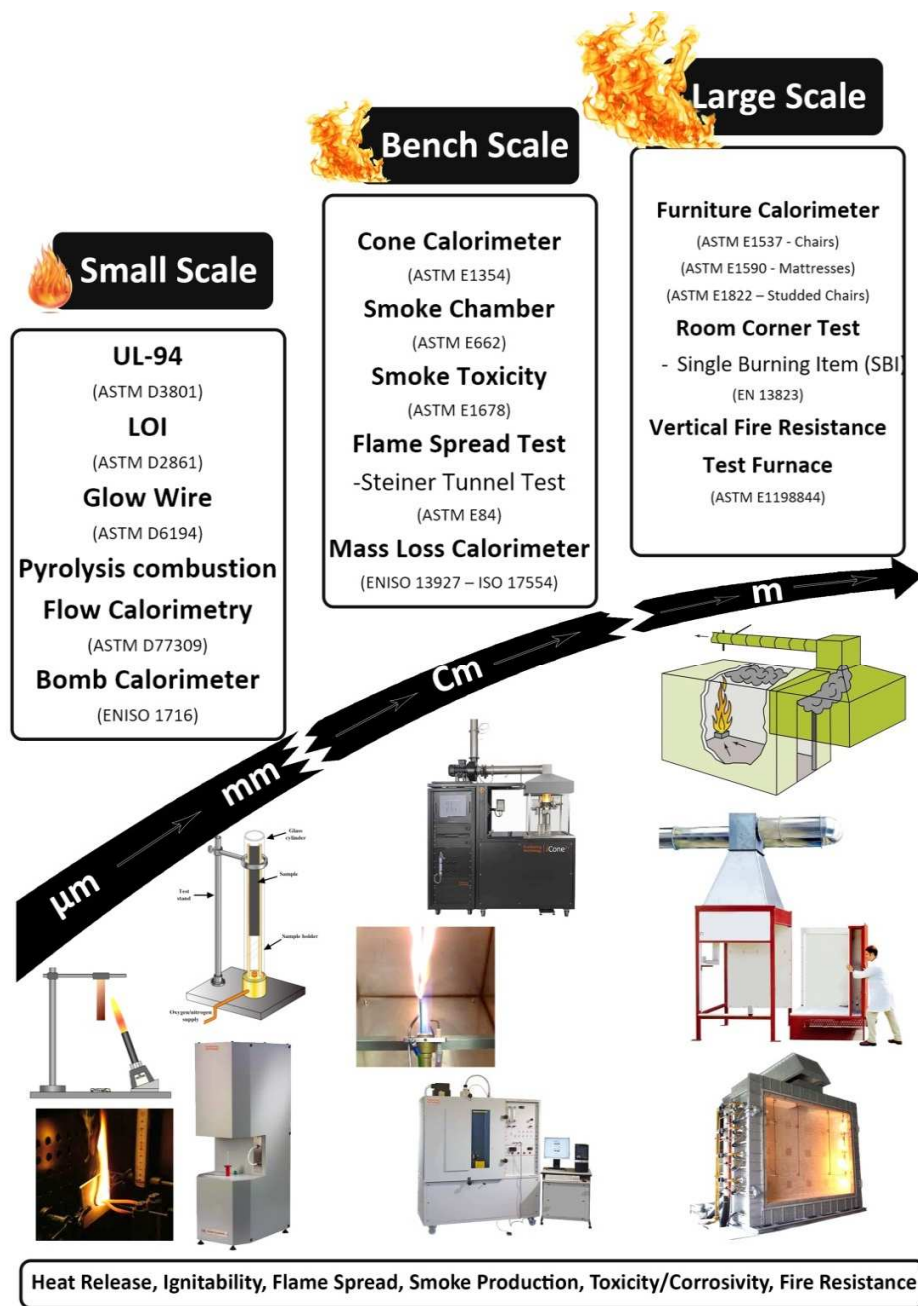 Large Scale
Bench Scale
Small Scale
UL-94
(ASTM D3801)
LOI
(ASTM D2861)
Glow Wire
(ASTM D6194)
Pyrolysis combustion
Flow Calorimetry
(ASTM D77309)
Bomb Calorimeter
(ENISO 1716)
Cone Calorimeter
(ASTM E1354)
Smoke Chamber
(ASTM E662)
Smoke Toxicity
(ASTM E1678)
Flame Spread Test
-Steiner Tunnel Test
(ASTM E84)
Mass Loss Calorimeter
(ENISO 13927 – ISO 17554)
Furniture Calorimeter
(ASTM E1537 - Chairs)
(ASTM E1590 - Mattresses)
(ASTM E1822 – Studded Chairs)
Room Corner Test
- Single Burning Item (SBI)
(EN 13823)
Vertical Fire Resistance
Test Furnace
(ASTM E1198844)
µm
mm
Cm
m
Glass
cylinder
Sample
Test
stand
Sample holder
Oxygen/nitrogen
supply
iCone
Heat Release, Ignitability, Flame Spread, Smoke Production, Toxicity/Corrosivity, Fire Resistance